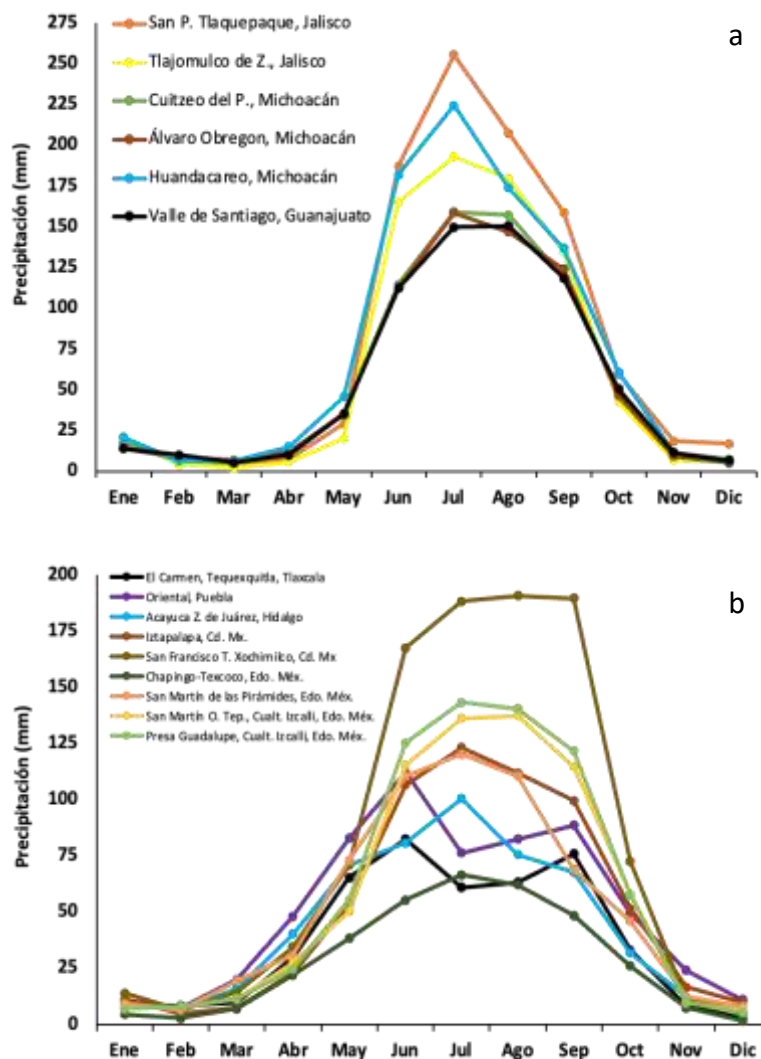 275
250
225
200
175
150
125
100
75
50
25
0
Precipitación (mm)
San P. Tlaquepaque, Jalisco
Tlajomulco de Z., Jalisco
Cuitzeo del P., Michoacán
Álvaro Obregon, Michoacán
Huandacareo, Michoacán
Valle de Santiago, Guanajuato
a
Ene Feb Mar Abr May Jun Jul Ago Sep Oct Nov Dic
200
175
150
125
100
75
50
25
0
Precipitación (mm)
El Carmen, Tequexquitla, Tlaxcala
Oriental, Puebla
Acayuca Z. de Juárez, Hidalgo
Iztapalapa, Cd. Mx.
San Francisco T. Xochimilco, Cd. Mx
Chapingo-Texcoco, Edo. Méx.
San Martín de las Pirámides, Edo. Méx.
San Martín O. Tep., Cualt. Izcalli, Edo. Méx.
Presa Guadalupe, Cualt. Izcalli, Edo. Méx.
b
Ene Feb Mar Abr May Jun Jul Ago Sep Oct Nov Dic